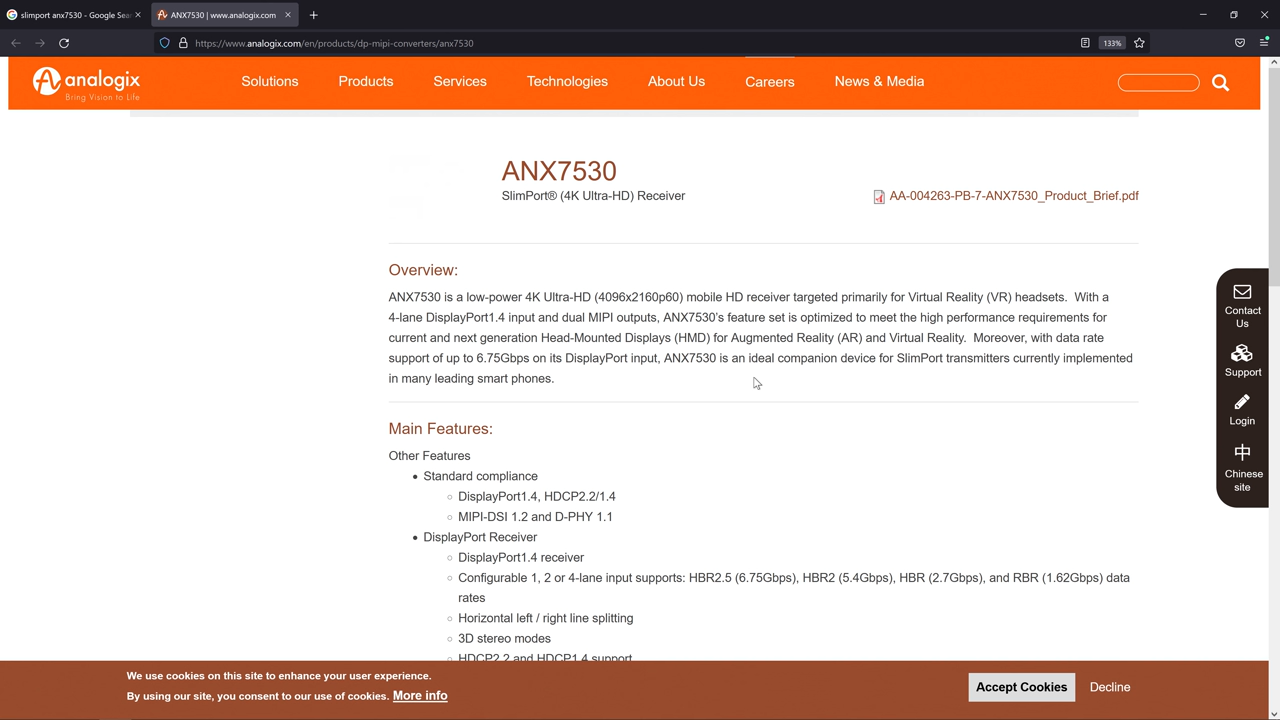 slimport anx7530 - Google Sea
ANX7530 | www.analogix.com
https://www.analogix.com/en/products/dp-mipi-converters/anx7530
133%
analogix
Bring Vision to Life
Solutions
Products
Services
Technologies
About Us
Careers
News & Media
ANX7530
SlimPort® (4K Ultra-HD) Receiver
AA-004263-PB-7-ANX7530_Product_Brief.pdf
Overview:
ANX7530 is a low-power 4K Ultra-HD (4096x2160p60) mobile HD receiver targeted primarily for Virtual Reality (VR) headsets. With a
4-lane DisplayPort1.4 input and dual MIPI outputs, ANX7530's feature set is optimized to meet the high performance requirements for
current and next generation Head-Mounted Displays (HMD) for Augmented Reality (AR) and Virtual Reality. Moreover, with data rate
support of up to 6.75Gbps on its DisplayPort input, ANX7530 is an ideal companion device for SlimPort transmitters currently implemented
in many leading smart phones.
Main Features:
Other Features
• Standard compliance
○ DisplayPort1.4, HDCP2.2/1.4
○ MIPI-DSI 1.2 and D-PHY 1.1
• DisplayPort Receiver
○ DisplayPort1.4 receiver
○ Configurable 1, 2 or 4-lane input supports: HBR2.5 (6.75Gbps), HBR2 (5.4Gbps), HBR (2.7Gbps), and RBR (1.62Gbps) data
rates
○ Horizontal left / right line splitting
○ 3D stereo modes
○ HDCP2.2 and HDCP1.4 support
Contact
Us
Support
Login
中
Chinese
site
We use cookies on this site to enhance your user experience.
By using our site, you consent to our use of cookies. More info
Accept Cookies
Decline